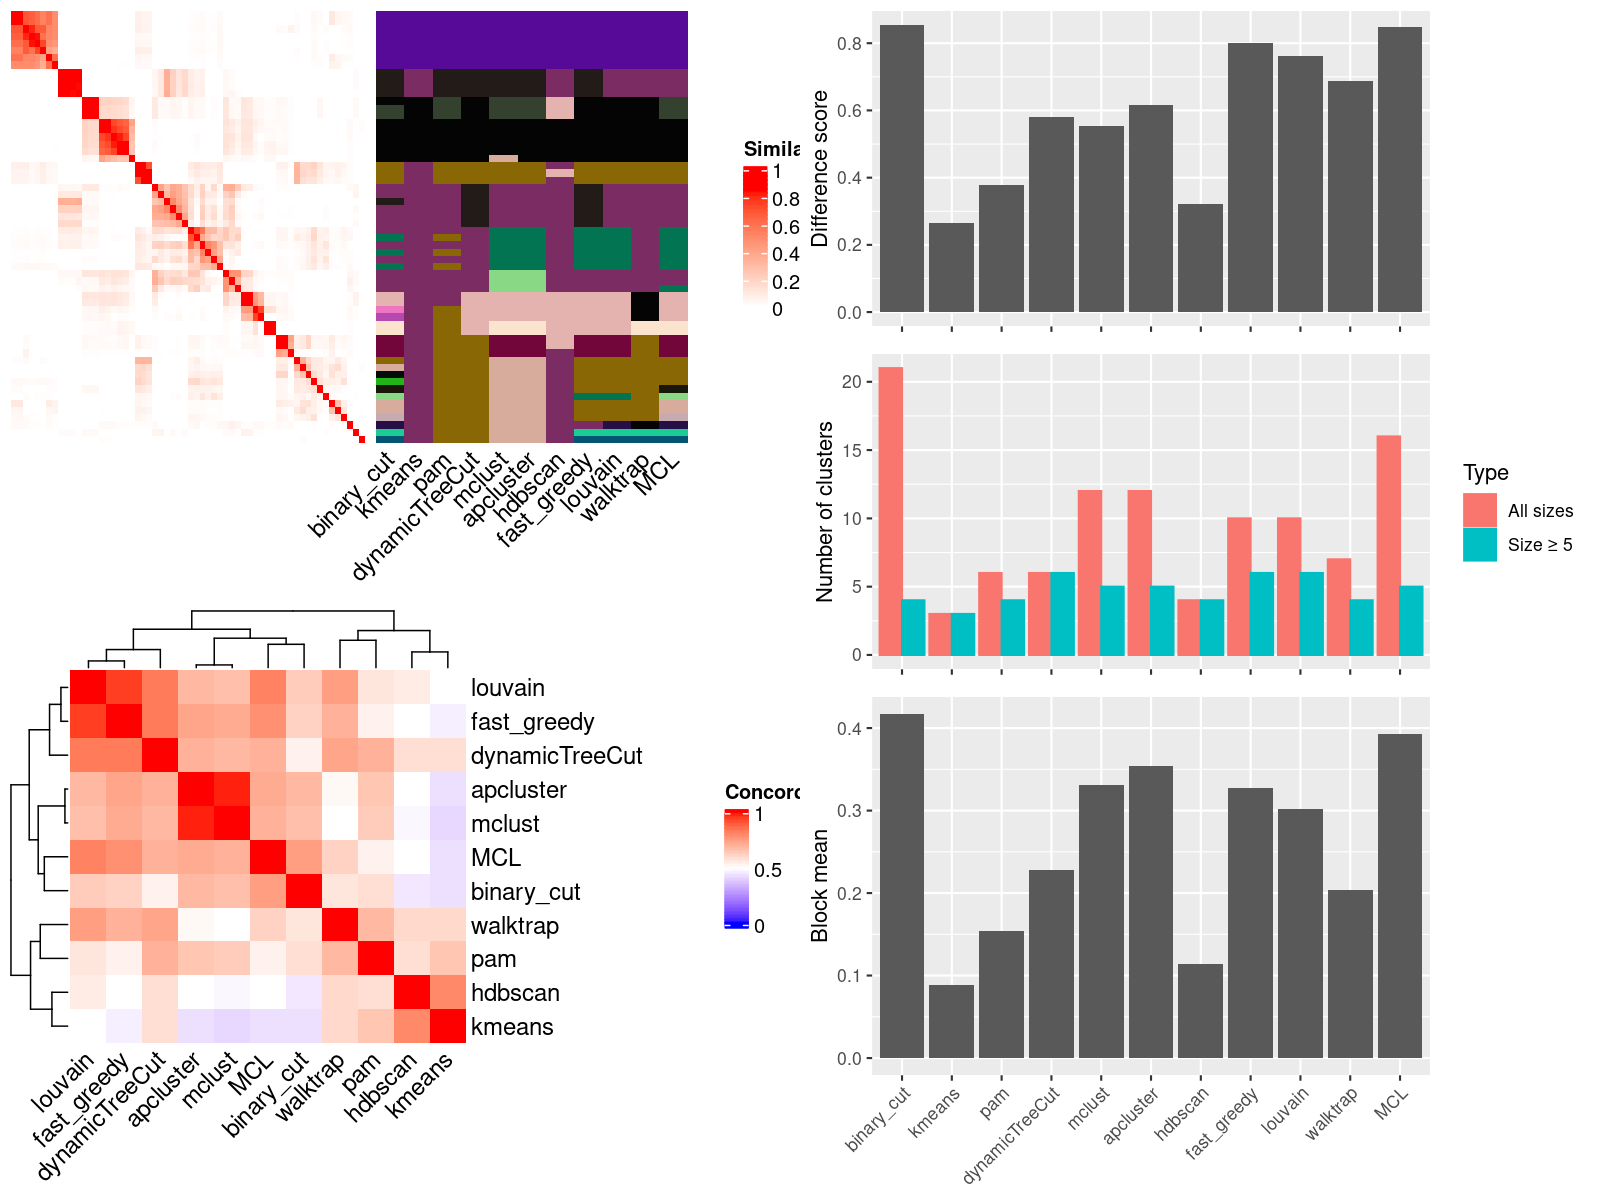 Simila
1
0.8
0.6
0.4
0.2
0
binary_cut
kmeans
pam
dynamicTreeCut
mclust
apcluster
hdbscan
fast_greedy
louvain
walktrap
MCL
louvain
fast_greedy
dynamicTreeCut
apcluster
mclust
MCL
binary_cut
walktrap
pam
hdbscan
kmeans
louvain
fast_greedy
dynamicTreeCut
apcluster
mclust
MCL
binary_cut
walktrap
pam
hdbscan
kmeans
Concord
1
0.5
0
Difference score
0.8
0.6
0.4
0.2
0.0
Number of clusters
20
15
10
5
0
Type
All sizes
Size ≥ 5
Block mean
0.4
0.3
0.2
0.1
0.0
binary_cut
kmeans
pam
dynamicTreeCut
mclust
apcluster
hdbscan
fast_greedy
louvain
walktrap
MCL